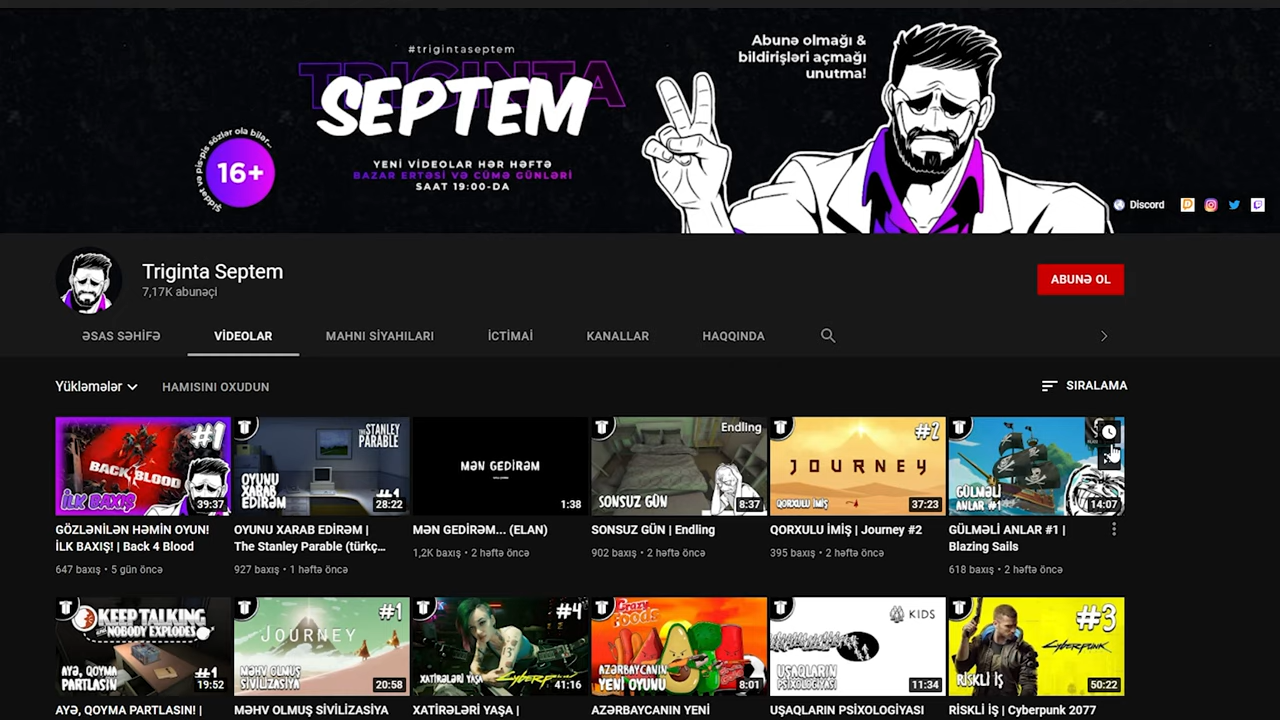 #trigintaseptem
TRIGINTA
SEPTEM
YENİ VİDEOLAR HƏR HƏFTƏ
BAZAR ERTƏSİ VƏ CÜMƏ GÜNLƏRİ
SAAT 19:00-DA
Abunə olmağı &
bildirişləri açmağı
unutma!
Şiddət və pis-pis sözlər ola bilər~
16+
Discord
Triginta Septem
7,17K abunəçi
ABUNƏ OL
ƏSAS SƏHİFƏ
VİDEOLAR
MAHNI SİYAHILARI
İCTİMAİ
KANALLAR
HAQQINDA
Yükləmələr
HAMISINI OXUDUN
SIRALAMA
#1
BACK 4 BLOOD
İLK BAXIŞ
39:37
THE STANLEY
PARABLE
OYUNU
XARAB
EDİRƏM
#1
28:22
MƏN GEDİRƏM
1:38
Endling
SONSUZ GÜN
8:37
#2
JOURNEY
QORXULU İMİŞ
37:23
GÜLMƏLİ
ANLAR #1
14:07
GÖZLƏNİLƏN HƏMİN OYUN!
İLK BAXIŞ! | Back 4 Blood
647 baxış • 5 gün öncə
OYUNU XARAB EDİRƏM |
The Stanley Parable (türkç...
927 baxış • 1 həftə öncə
MƏN GEDİRƏM... (ELAN)
1,2K baxış • 2 həftə öncə
SONSUZ GÜN | Endling
902 baxış • 2 həftə öncə
QORXULU İMİŞ | Journey #2
395 baxış • 2 həftə öncə
GÜLMƏLİ ANLAR #1 |
Blazing Sails
618 baxış • 2 həftə öncə
KEEP TALKING
AND NOBODY EXPLODES
AYƏ, QOYMA
PARTLASIN
#1
19:52
#1
JOURNEY
MƏHV OLMUŞ
SİVİLİZASİYA
20:58
#4
XATİRƏLƏRİ YAŞA
Cyberpunk
41:16
Crazy
Foods
AZƏRBAYCANIN
YENİ OYUNU
8:01
KIDS
UŞAQLARIN
PSİXOLOGİYASI
11:34
#3
CYBERPUNK
RİSKLİ İŞ
50:22
AYƏ, QOYMA PARTLASIN! |
MƏHV OLMUŞ SİVİLİZASİYA
XATİRƏLƏRİ YAŞA |
AZƏRBAYCANIN YENİ
UŞAQLARIN PSİXOLOGİYASI
RİSKLİ İŞ | Cyberpunk 2077